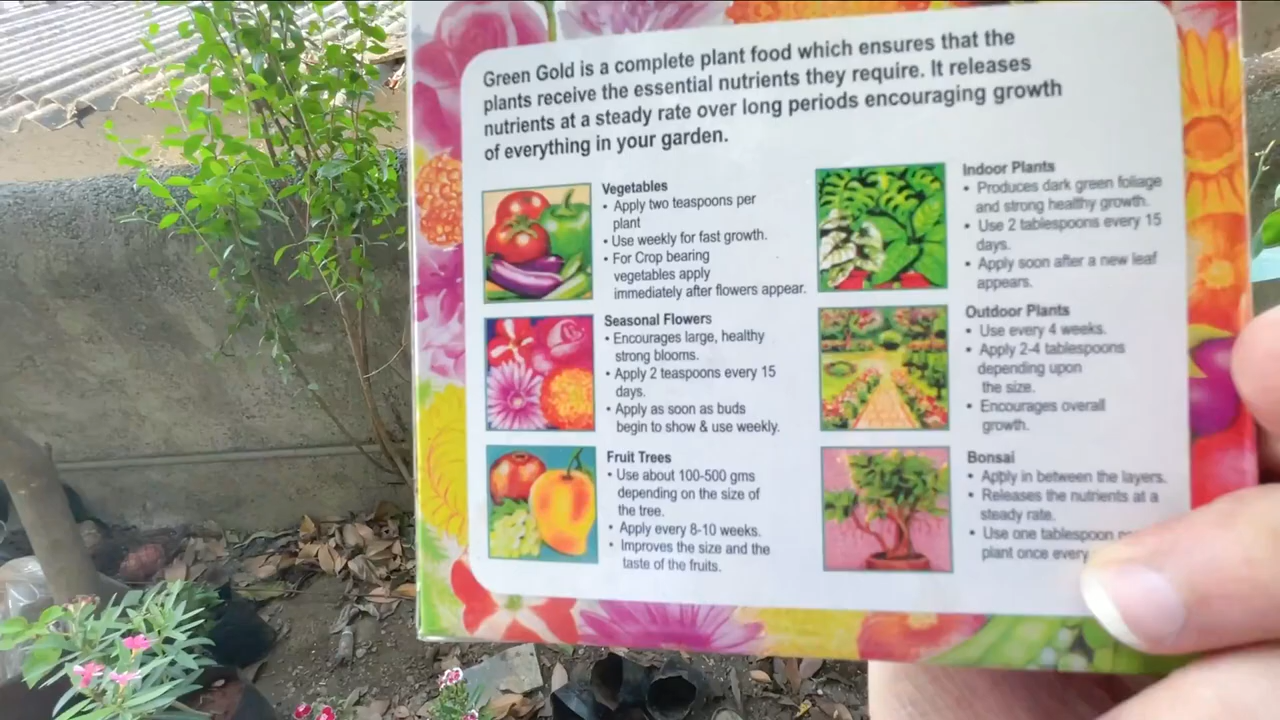 Green Gold is a complete plant food which ensures that the
plants receive the essential nutrients they require. It releases
nutrients at a steady rate over long periods encouraging growth
of everything in your garden.
Vegetables
• Apply two teaspoons per
plant
• Use weekly for fast growth.
• For Crop bearing
vegetables apply
immediately after flowers appear.
Seasonal Flowers
• Encourages large, healthy
strong blooms.
• Apply 2 teaspoons every 15
days.
• Apply as soon as buds
begin to show & use weekly.
Fruit Trees
• Use about 100-500 gms
depending on the size of
the tree.
• Apply every 8-10 weeks.
• Improves the size and the
taste of the fruits.
Indoor Plants
• Produces dark green foliage
and strong healthy growth.
• Use 2 tablespoons every 15
days.
• Apply soon after a new leaf
appears.
Outdoor Plants
• Use every 4 weeks.
• Apply 2-4 tablespoons
depending upon
the size.
• Encourages overall
growth.
Bonsai
• Apply in between the layers.
• Releases the nutrients at a
steady rate.
• Use one tablespoon
plant once every